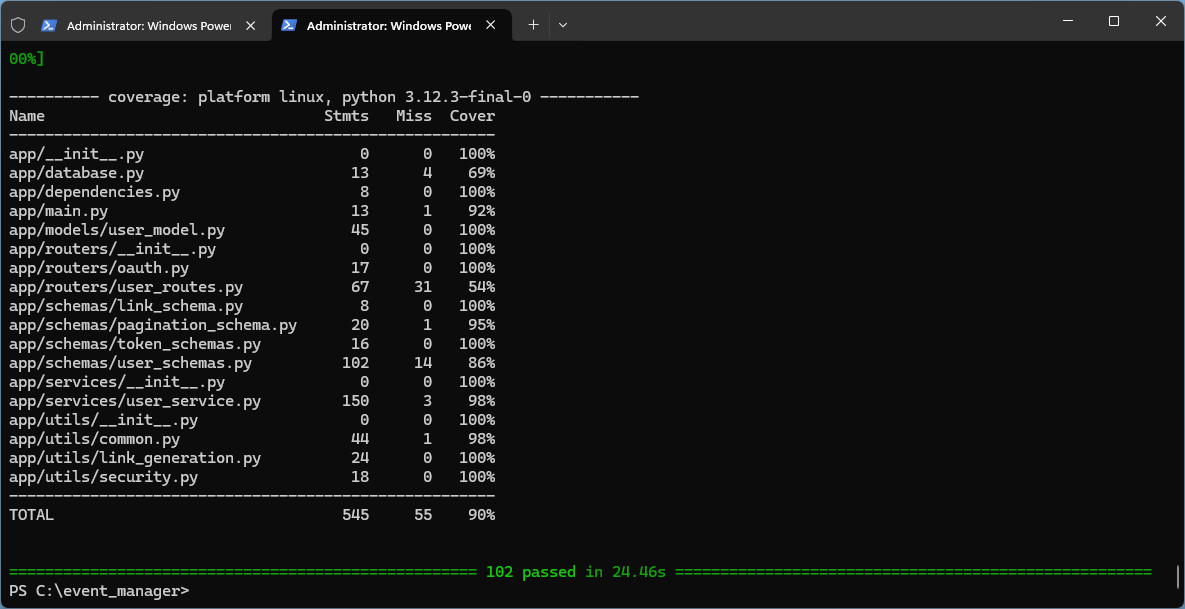 Administrator: Windows Power
Administrator: Windows Powe
00%]
---------- coverage: platform linux, python 3.12.3-final-0 -----------
Name                               Stmts   Miss  Cover
------------------------------------------------------
app/__init__.py                        0      0   100%
app/database.py                       13      4    69%
app/dependencies.py                    8      0   100%
app/main.py                           13      1    92%
app/models/user_model.py              45      0   100%
app/routers/__init__.py                0      0   100%
app/routers/oauth.py                  17      0   100%
app/routers/user_routes.py            67     31    54%
app/schemas/link_schema.py             8      0   100%
app/schemas/pagination_schema.py      20      1    95%
app/schemas/token_schemas.py          16      0   100%
app/schemas/user_schemas.py          102     14    86%
app/services/__init__.py               0      0   100%
app/services/user_service.py         150      3    98%
app/utils/__init__.py                  0      0   100%
app/utils/common.py                   44      1    98%
app/utils/link_generation.py          24      0   100%
app/utils/security.py                 18      0   100%
------------------------------------------------------
TOTAL                                545     55    90%
==================================================== 102 passed in 24.46s =====================================================
PS C:\event_manager>